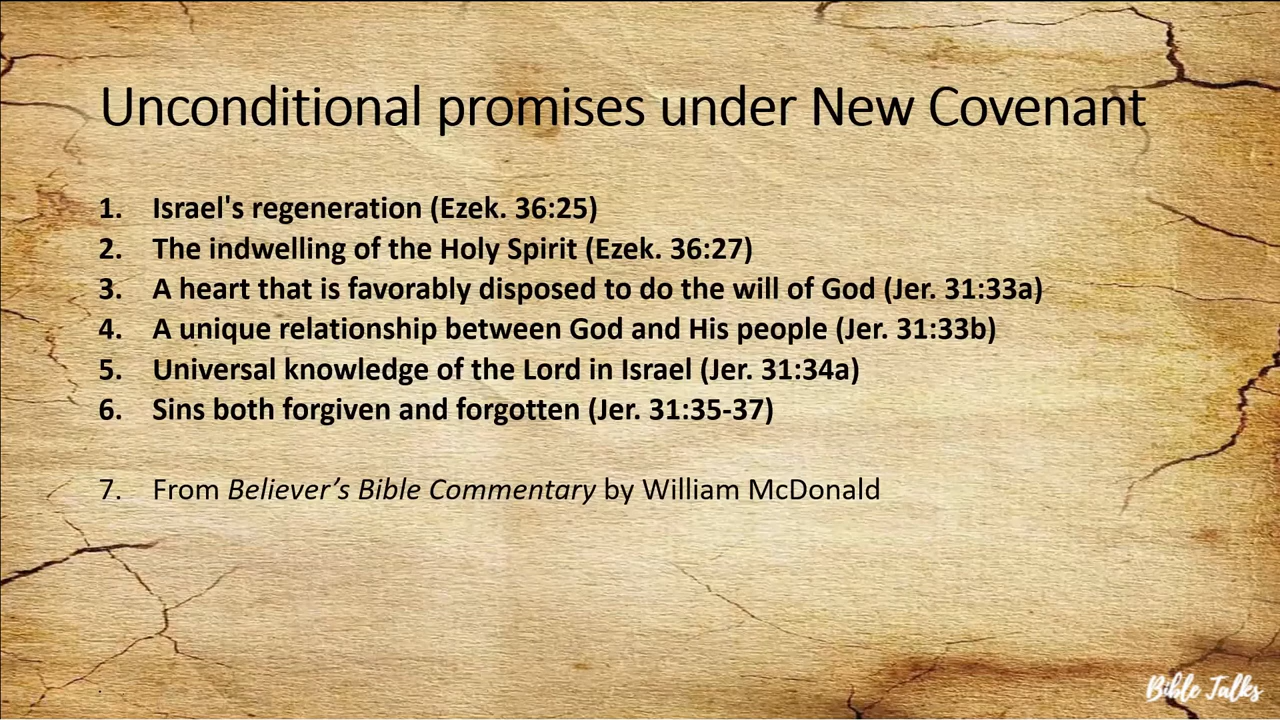 Unconditional promises under New Covenant
1. Israel's regeneration (Ezek. 36:25)
2. The indwelling of the Holy Spirit (Ezek. 36:27)
3. A heart that is favorably disposed to do the will of God (Jer. 31:33a)
4. A unique relationship between God and His people (Jer. 31:33b)
5. Universal knowledge of the Lord in Israel (Jer. 31:34a)
6. Sins both forgiven and forgotten (Jer. 31:35-37)
7. From Believer’s Bible Commentary by William McDonald
Bible Talks